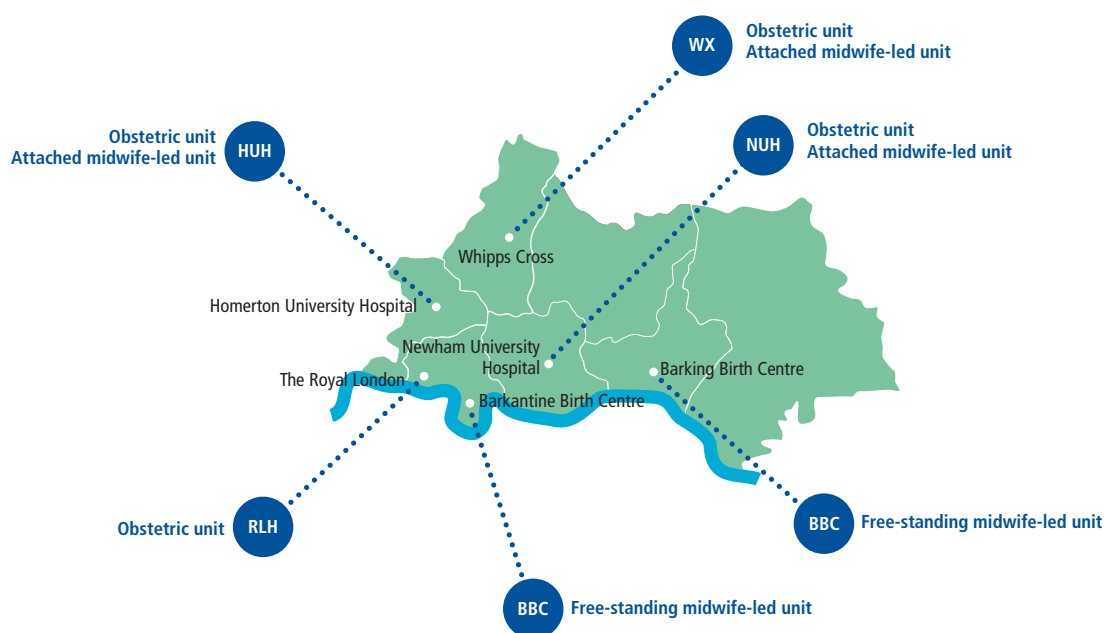 WX
Obstetric unit
Attached midwife-led unit
HUH
Obstetric unit
Attached midwife-led unit
NUH
Obstetric unit
Attached midwife-led unit
Whipps Cross
Homerton University Hospital
Newham University
Hospital
The Royal London
Barking Birth Centre
Barkantine Birth Centre
Obstetric unit
RLH
BBC
Free-standing midwife-led unit
BBC
Free-standing midwife-led unit